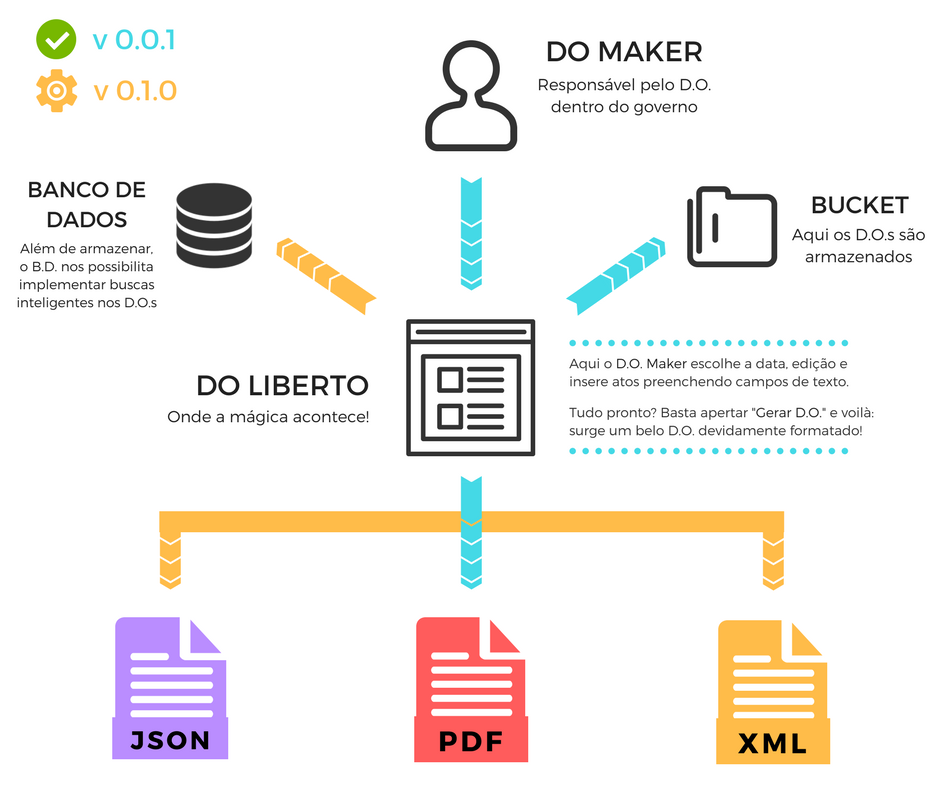 v 0.0.1
v 0.1.0
DO MAKER
Responsável pelo D.O.
dentro do governo
BANCO DE
DADOS
Além de armazenar,
o B.D. nos possibilita
implementar buscas
inteligentes nos D.O.s
BUCKET
Aqui os D.O.s são
armazenados
DO LIBERTO
Onde a mágica acontece!
Aqui o D.O. Maker escolhe a data, edição e
insere atos preenchendo campos de texto.
Tudo pronto? Basta apertar "Gerar D.O." e voilà:
surge um belo D.O. devidamente formatado!
JSON
PDF
XML